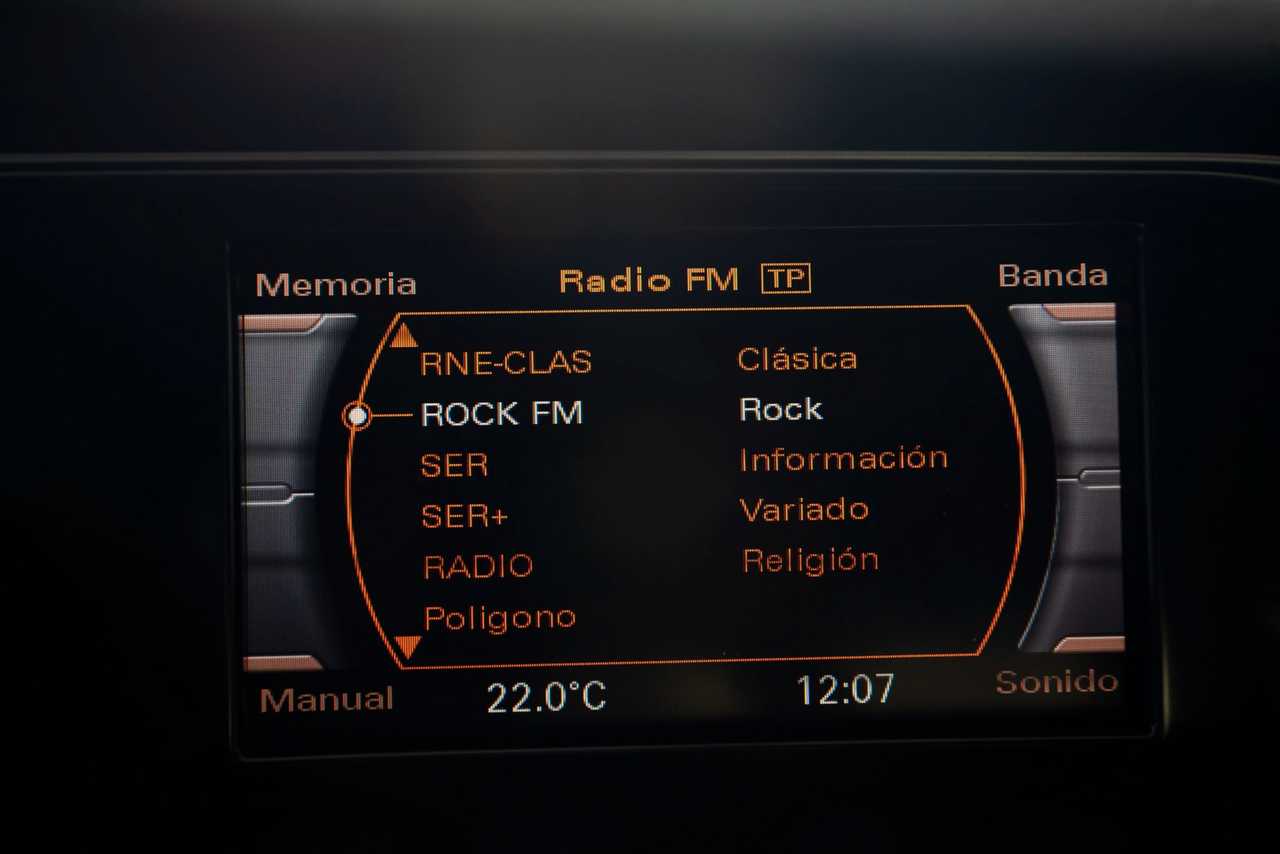 Memoria Radio FM TP Banda
RNE-CLAS Clásica
ROCK FM Rock
SER Información
SER+ Variado
RADIO Religión
Poligono
Manual 22.0°C 12:07 Sonido